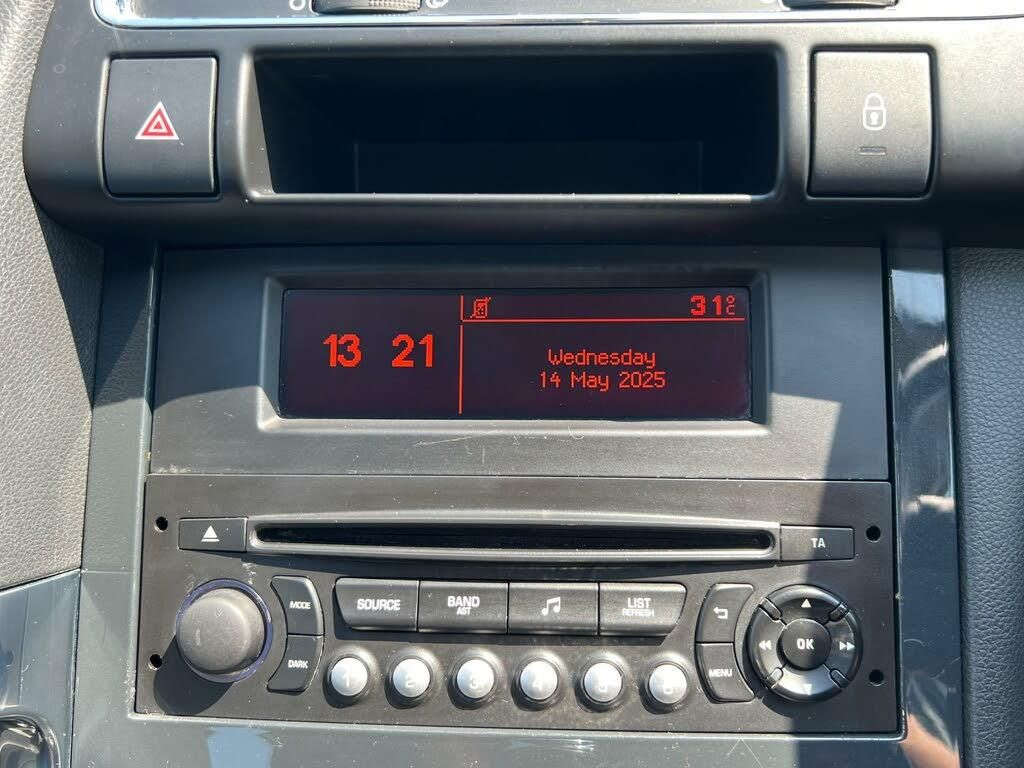 31°C
13 21
Wednesday
14 May 2025
TA
MODE
SOURCE
BAND
AST
LIST
REFRESH
DARK
MENU
OK
1 2 3 4 5 6